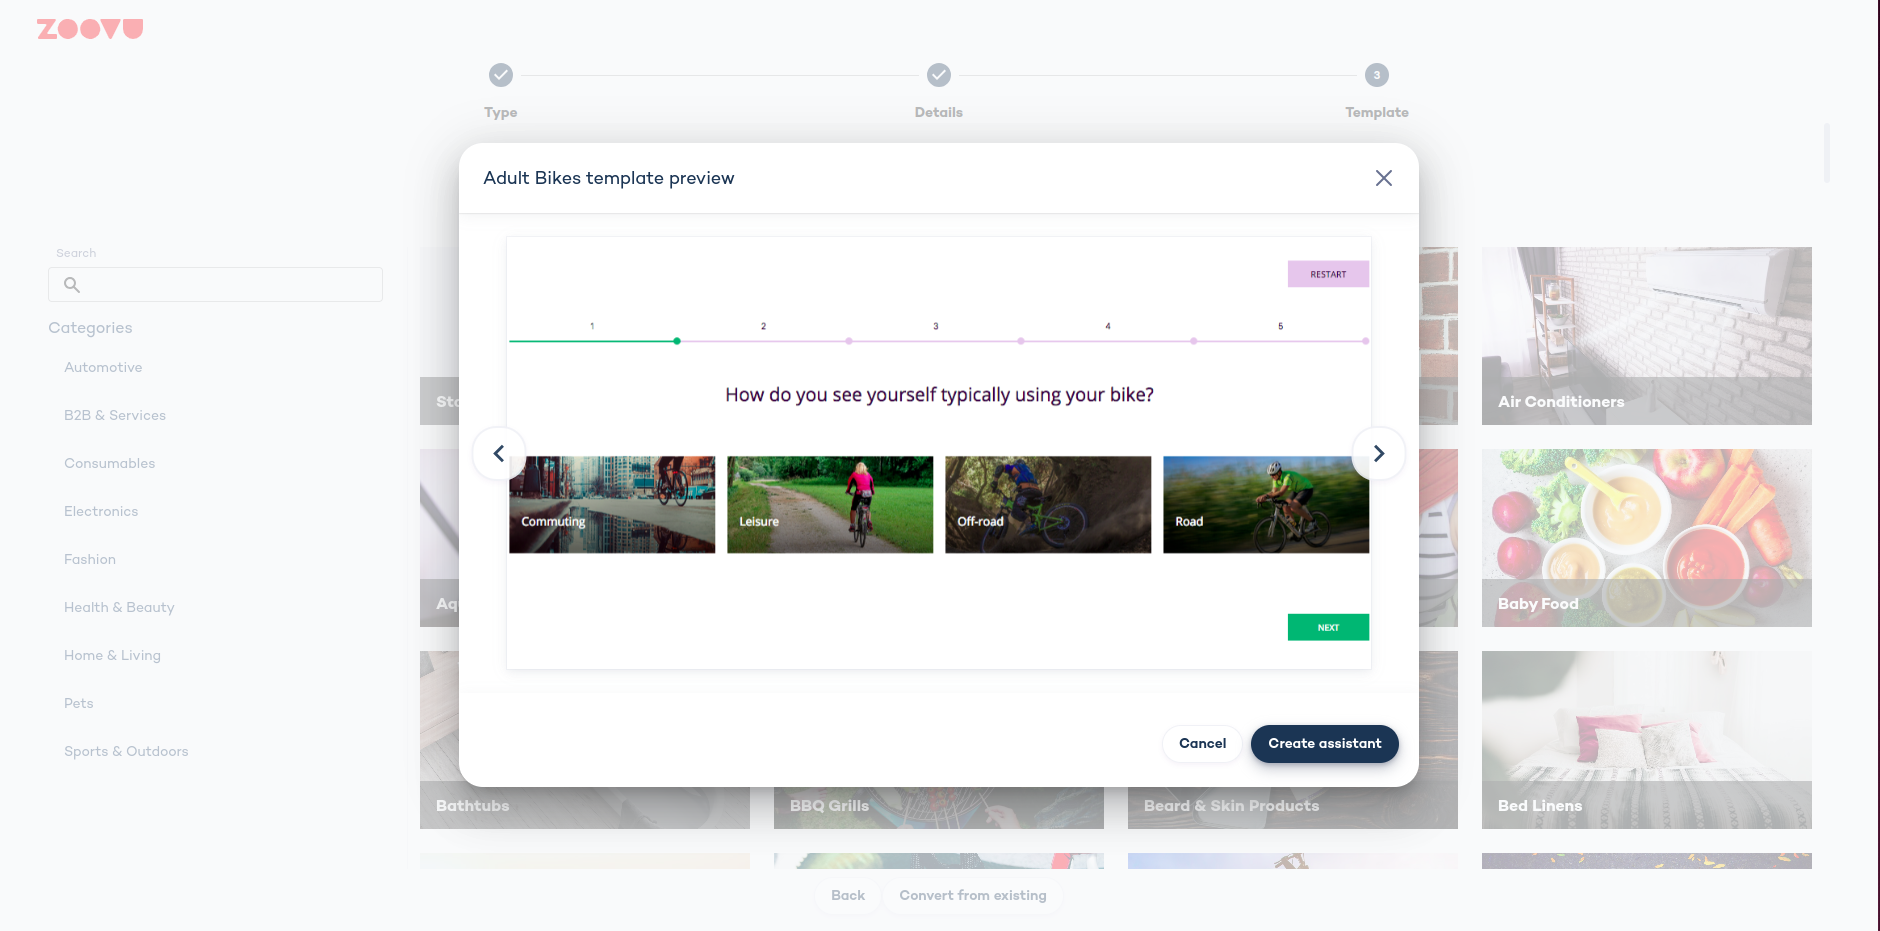 zoovu
3
Type
Details
Template
Adult Bikes template preview
Search
RESTART
Categories
1
2
3
4
5
Automotive
How do you see yourself typically using your bike?
Air Conditioners
B2B & Services
Consumables
Electronics
Commuting
Leisure
Off-road
Road
Fashion
Health & Beauty
Baby Food
NEXT
Home & Living
Pets
Sports & Outdoors
Cancel
Create assistant
Bathtubs
BBQ Grills
Beard & Skin Products
Bed Linens
Back
Convert from existing